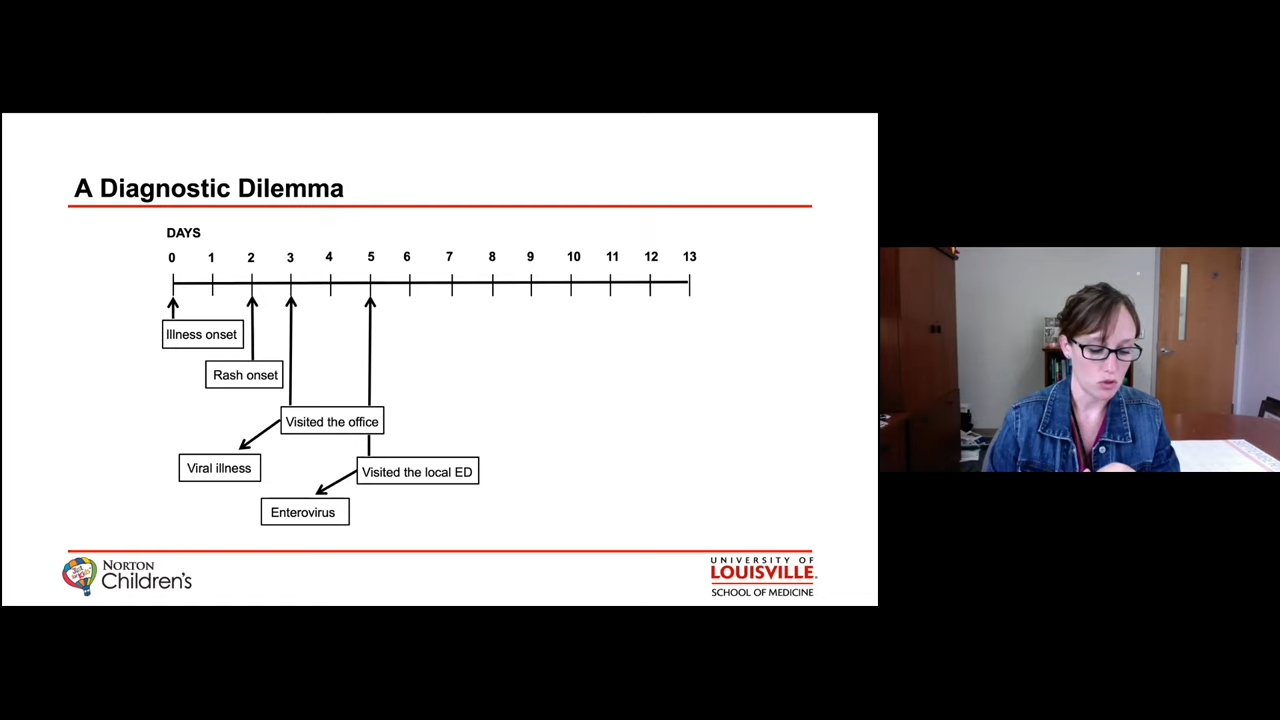 A Diagnostic Dilemma
DAYS
0 1 2 3 4 5 6 7 8 9 10 11 12 13
Illness onset
Rash onset
Visited the office
Viral illness
Visited the local ED
Enterovirus
NORTON
Children's
UNIVERSITY OF
LOUISVILLE.
SCHOOL OF MEDICINE